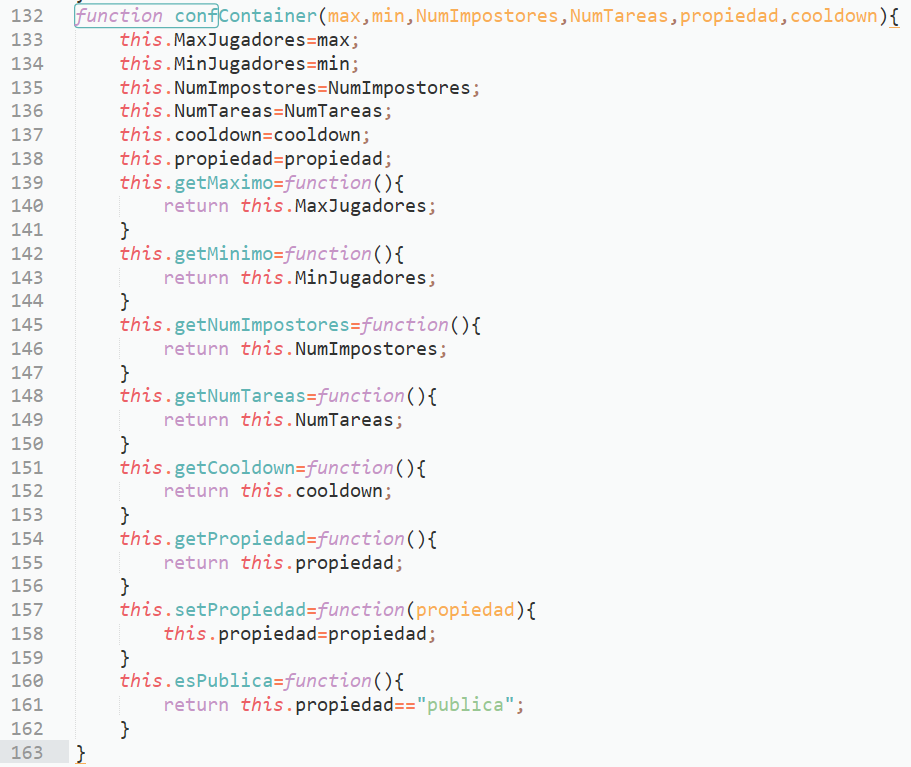 132 function confContainer(max,min,NumImpostores,NumTareas,propiedad,cooldown){
133     this.MaxJugadores=max;
134     this.MinJugadores=min;
135     this.NumImpostores=NumImpostores;
136     this.NumTareas=NumTareas;
137     this.cooldown=cooldown;
138     this.propiedad=propiedad;
139     this.getMaximo=function(){
140         return this.MaxJugadores;
141     }
142     this.getMinimo=function(){
143         return this.MinJugadores;
144     }
145     this.getNumImpostores=function(){
146         return this.NumImpostores;
147     }
148     this.getNumTareas=function(){
149         return this.NumTareas;
150     }
151     this.getCooldown=function(){
152         return this.cooldown;
153     }
154     this.getPropiedad=function(){
155         return this.propiedad;
156     }
157     this.setPropiedad=function(propiedad){
158         this.propiedad=propiedad;
159     }
160     this.esPublica=function(){
161         return this.propiedad=="publica";
162     }
163 }